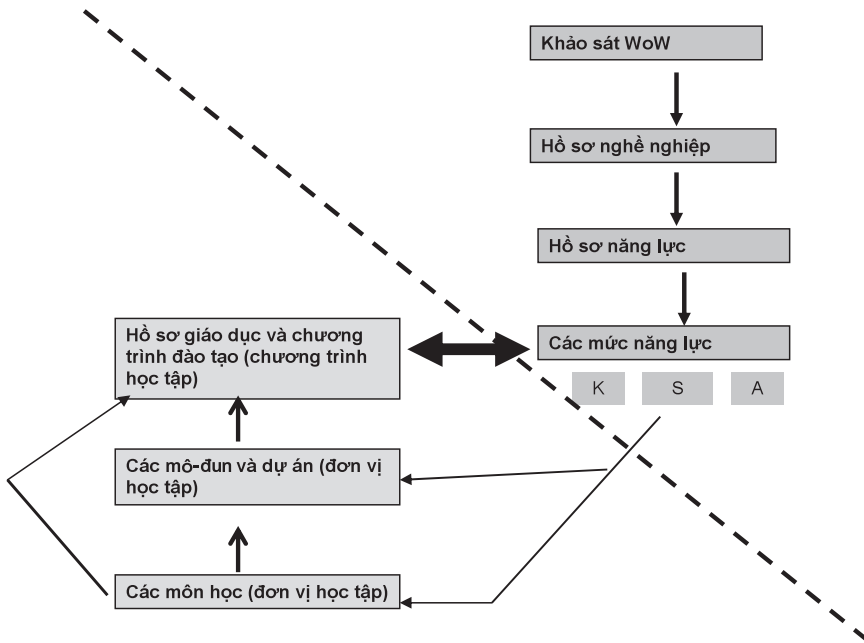 Khảo sát WoW
Hồ sơ nghề nghiệp
Hồ sơ năng lực
Các mức năng lực
K S A
Hồ sơ giáo dục và chương
trình đào tạo (chương trình
học tập)
Các mô-đun và dự án (đơn vị
học tập)
Các môn học (đơn vị học tập)